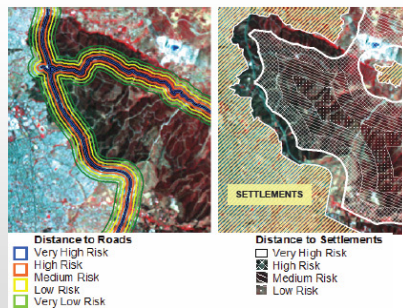 SETTLEMENTS
Distance to Roads
Very High Risk
High Risk
Medium Risk
Low Risk
Very Low Risk
Distance to Settlements
Very High Risk
High Risk
Medium Risk
Low Risk